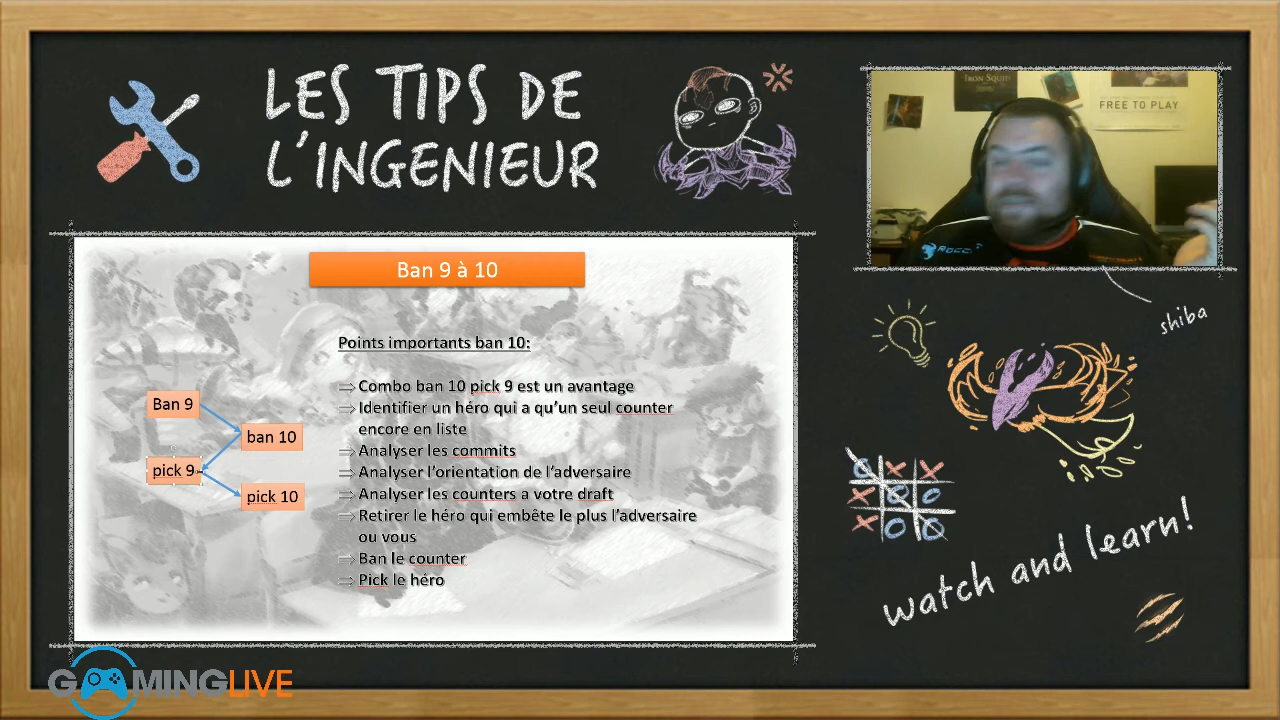 LES TIPS DE
L'INGENIEUR
IRON SQUID
FREE TO PLAY
ROCC
shiba
Ban 9 à 10
Points importants ban 10:
⇒ Combo ban 10 pick 9 est un avantage
⇒ Identifier un héro qui a qu'un seul counter
encore en liste
⇒ Analyser les commits
⇒ Analyser l'orientation de l'adversaire
⇒ Analyser les counters a votre draft
⇒ Retirer le héro qui embête le plus l'adversaire
ou vous
⇒ Ban le counter
⇒ Pick le héro
Ban 9
ban 10
pick 9
pick 10
watch and learn!
GAMINGLIVE